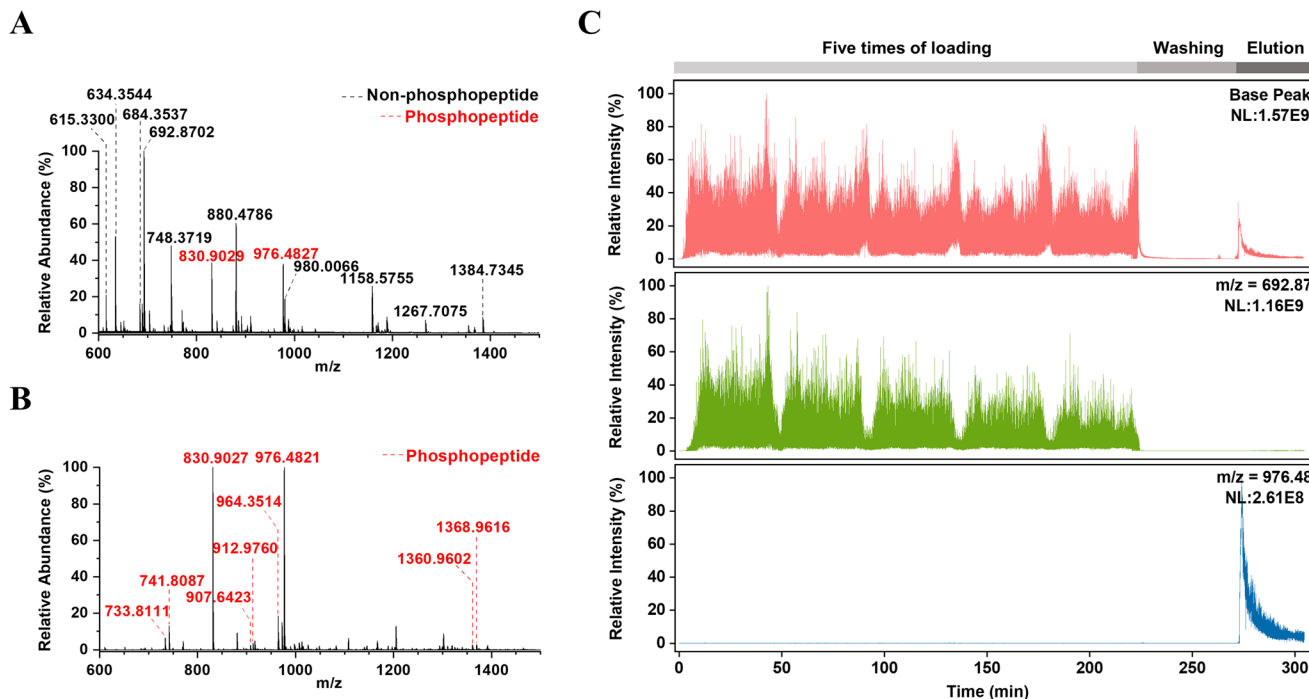 A
---Non-phosphopeptide
---Phosphopeptide
634.3544
615.3300
684.3537
692.8702
880.4786
748.3719
830.9029
976.4827
980.0066
1158.5755
1267.7075
1384.7345
Relative Abundance (%)
100
80
60
40
20
0
600
800
1000
1200
1400
m/z
B
---Phosphopeptide
830.9027
976.4821
964.3514
912.9760
907.6423
741.8087
733.8111
1368.9616
1360.9602
Relative Abundance (%)
100
80
60
40
20
0
600
800
1000
1200
1400
m/z
C
Five times of loading
Washing
Elution
Base Peak
NL:1.57E9
Relative Intensity (%)
100
80
60
40
20
0
m/z = 692.87
NL:1.16E9
Relative Intensity (%)
100
80
60
40
20
0
m/z = 976.48
NL:2.61E8
Relative Intensity (%)
100
80
60
40
20
0
0
50
100
150
200
250
300
Time (min)